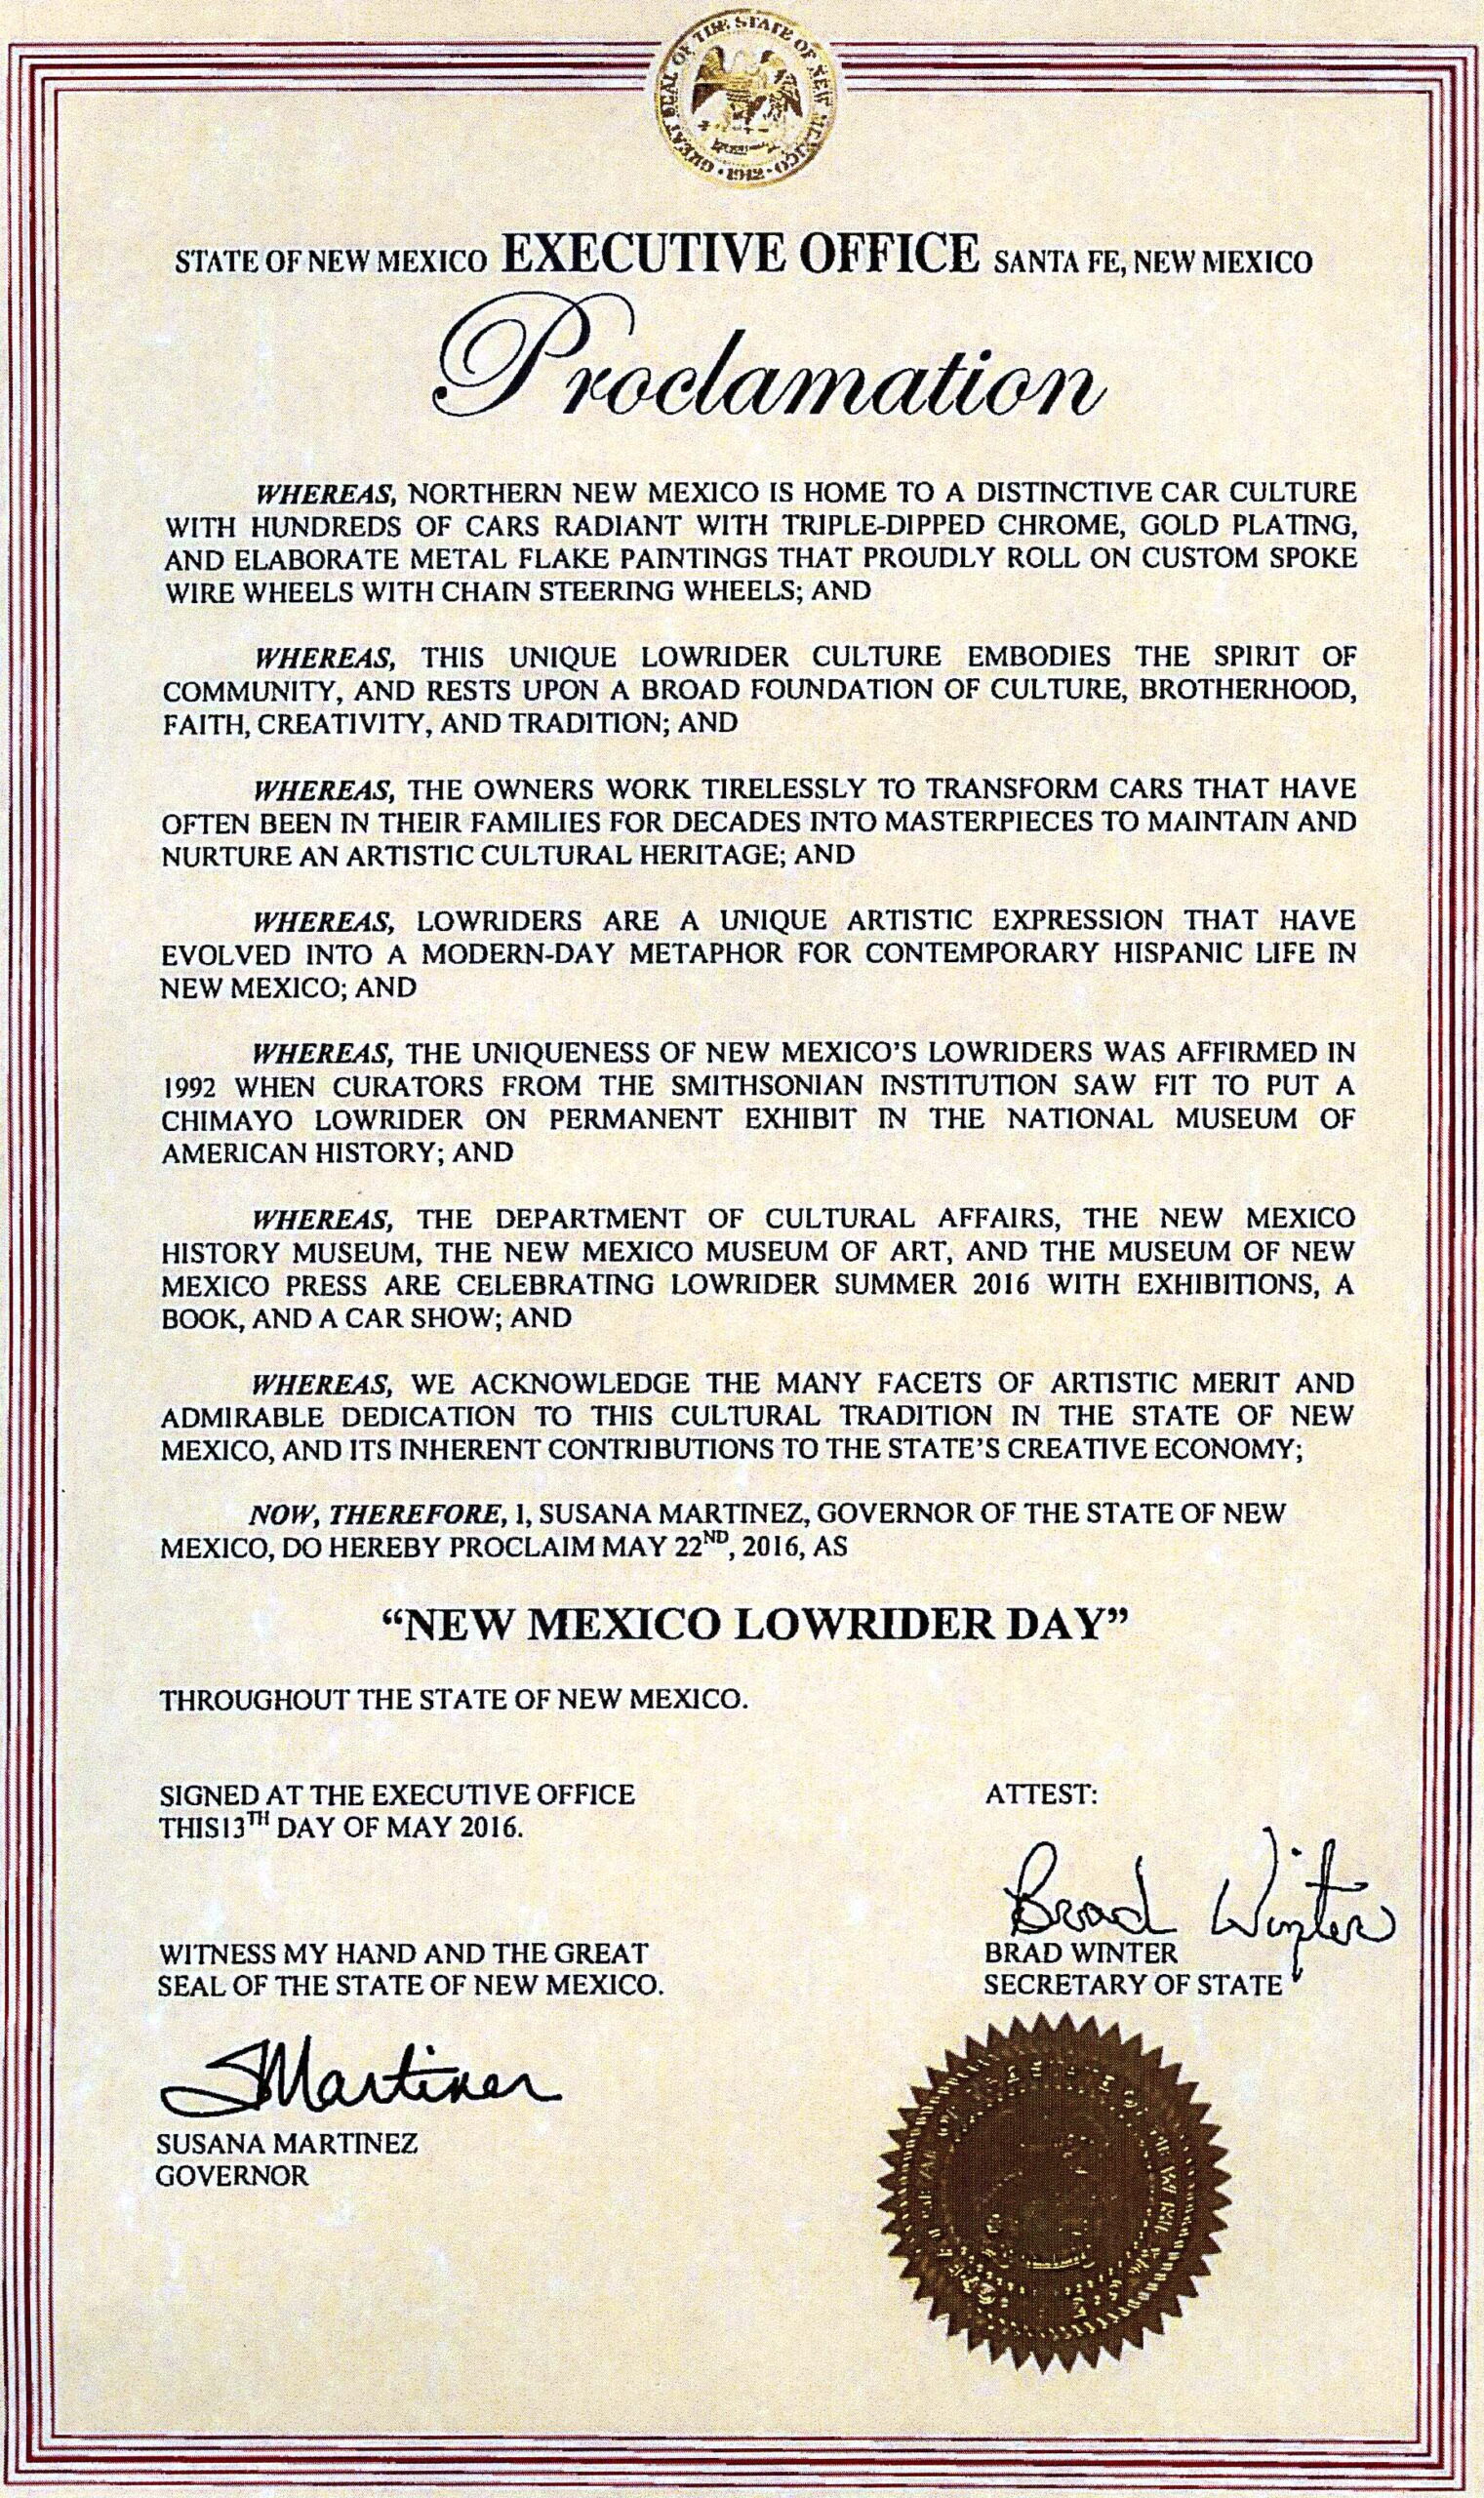 GREAT SEAL OF THE STATE OF NEW MEXICO
• 1912 •
STATE OF NEW MEXICO EXECUTIVE OFFICE SANTA FE, NEW MEXICO
Proclamation
WHEREAS, NORTHERN NEW MEXICO IS HOME TO A DISTINCTIVE CAR CULTURE
WITH HUNDREDS OF CARS RADIANT WITH TRIPLE-DIPPED CHROME, GOLD PLATING,
AND ELABORATE METAL FLAKE PAINTINGS THAT PROUDLY ROLL ON CUSTOM SPOKE
WIRE WHEELS WITH CHAIN STEERING WHEELS; AND
WHEREAS, THIS UNIQUE LOWRIDER CULTURE EMBODIES THE SPIRIT OF
COMMUNITY, AND RESTS UPON A BROAD FOUNDATION OF CULTURE, BROTHERHOOD,
FAITH, CREATIVITY, AND TRADITION; AND
WHEREAS, THE OWNERS WORK TIRELESSLY TO TRANSFORM CARS THAT HAVE
OFTEN BEEN IN THEIR FAMILIES FOR DECADES INTO MASTERPIECES TO MAINTAIN AND
NURTURE AN ARTISTIC CULTURAL HERITAGE; AND
WHEREAS, LOWRIDERS ARE A UNIQUE ARTISTIC EXPRESSION THAT HAVE
EVOLVED INTO A MODERN-DAY METAPHOR FOR CONTEMPORARY HISPANIC LIFE IN
NEW MEXICO; AND
WHEREAS, THE UNIQUENESS OF NEW MEXICO'S LOWRIDERS WAS AFFIRMED IN
1992 WHEN CURATORS FROM THE SMITHSONIAN INSTITUTION SAW FIT TO PUT A
CHIMAYO LOWRIDER ON PERMANENT EXHIBIT IN THE NATIONAL MUSEUM OF
AMERICAN HISTORY; AND
WHEREAS, THE DEPARTMENT OF CULTURAL AFFAIRS, THE NEW MEXICO
HISTORY MUSEUM, THE NEW MEXICO MUSEUM OF ART, AND THE MUSEUM OF NEW
MEXICO PRESS ARE CELEBRATING LOWRIDER SUMMER 2016 WITH EXHIBITIONS, A
BOOK, AND A CAR SHOW; AND
WHEREAS, WE ACKNOWLEDGE THE MANY FACETS OF ARTISTIC MERIT AND
ADMIRABLE DEDICATION TO THIS CULTURAL TRADITION IN THE STATE OF NEW
MEXICO, AND ITS INHERENT CONTRIBUTIONS TO THE STATE'S CREATIVE ECONOMY;
NOW, THEREFORE, I, SUSANA MARTINEZ, GOVERNOR OF THE STATE OF NEW
MEXICO, DO HEREBY PROCLAIM MAY 22ND, 2016, AS
“NEW MEXICO LOWRIDER DAY”
THROUGHOUT THE STATE OF NEW MEXICO.
SIGNED AT THE EXECUTIVE OFFICE
THIS13TH DAY OF MAY 2016.
WITNESS MY HAND AND THE GREAT
SEAL OF THE STATE OF NEW MEXICO.
SMartinez
SUSANA MARTINEZ
GOVERNOR
ATTEST:
Brad Winter
BRAD WINTER
SECRETARY OF STATE